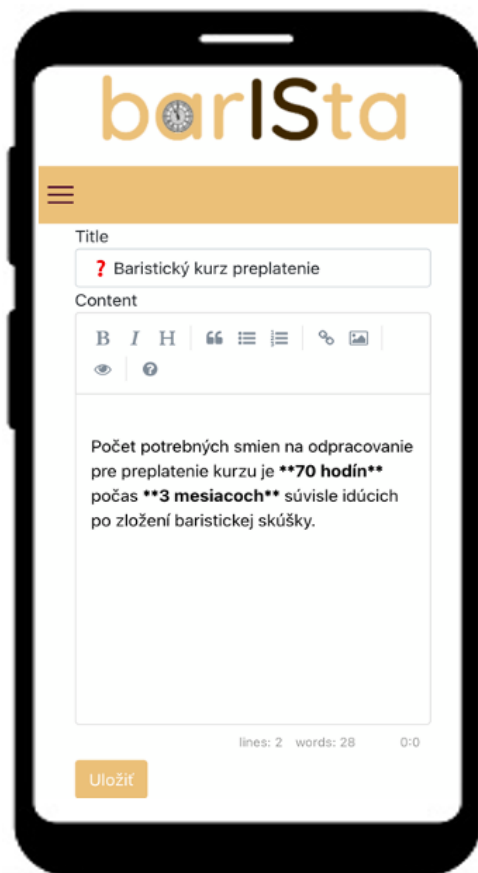 barISta
Title
❓ Baristický kurz preplatenie
Content
B I H
Počet potrebných smien na odpracovanie
pre preplatenie kurzu je **70 hodín**
počas **3 mesiacoch** súvisle idúcich
po zložení baristickej skúšky.
lines: 2 words: 28 0:0
Uložiť